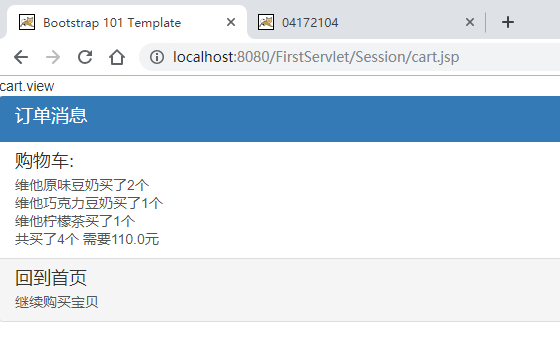 Bootstrap 101 Template
04172104
localhost:8080/FirstServlet/Session/cart.jsp
cart.view
订单消息
购物车:
维他原味豆奶买了2个
维他巧克力豆奶买了1个
维他柠檬茶买了1个
共买了4个 需要110.0元
回到首页
继续购买宝贝